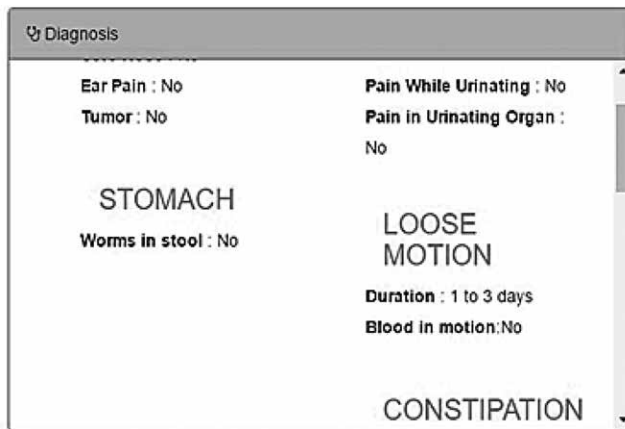 Diagnosis
Ear Pain : No
Tumor : No
STOMACH
Worms in stool : No
Pain While Urinating : No
Pain in Urinating Organ :
No
LOOSE
MOTION
Duration : 1 to 3 days
Blood in motion:No
CONSTIPATION